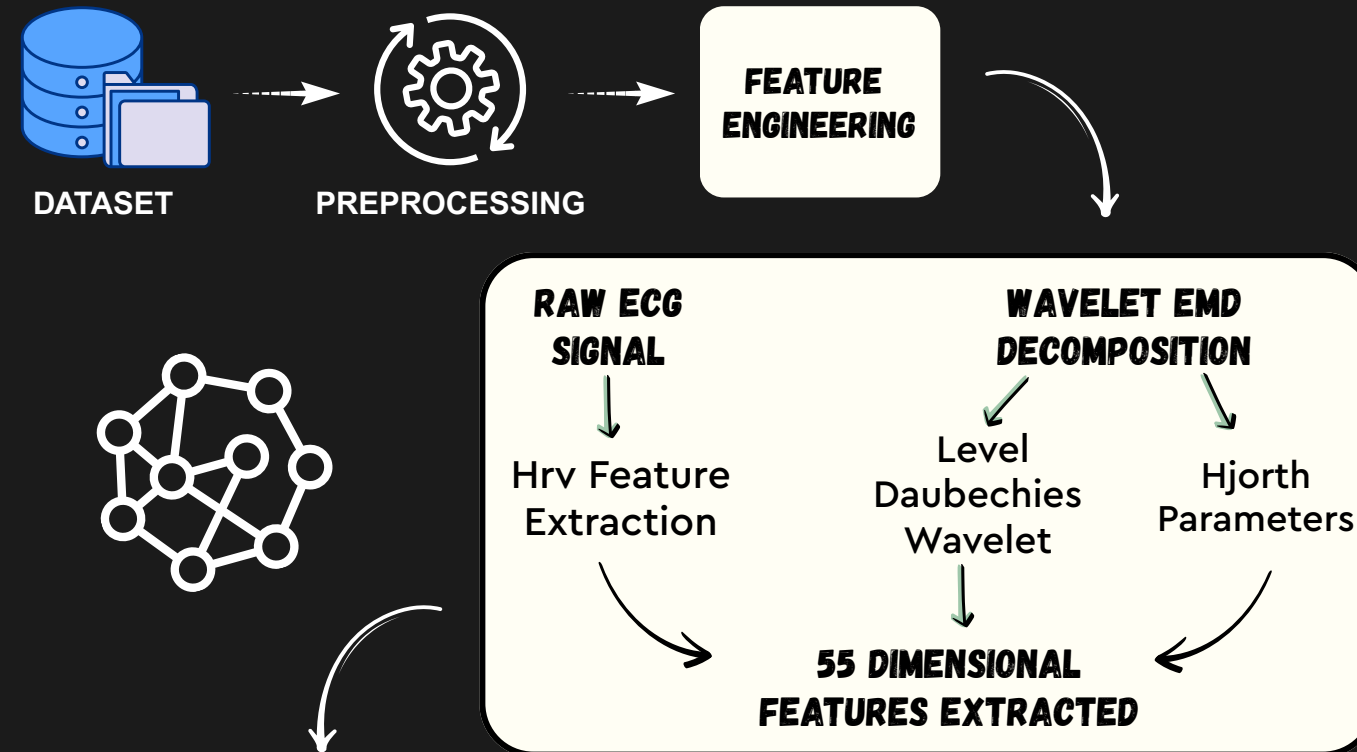 FEATURE
ENGINEERING
DATASET
PREPROCESSING
RAW ECG
SIGNAL
WAVELET EMD
DECOMPOSITION
Hrv Feature
Extraction
Level
Daubechies
Wavelet
Hjorth
Parameters
55 DIMENSIONAL
FEATURES EXTRACTED